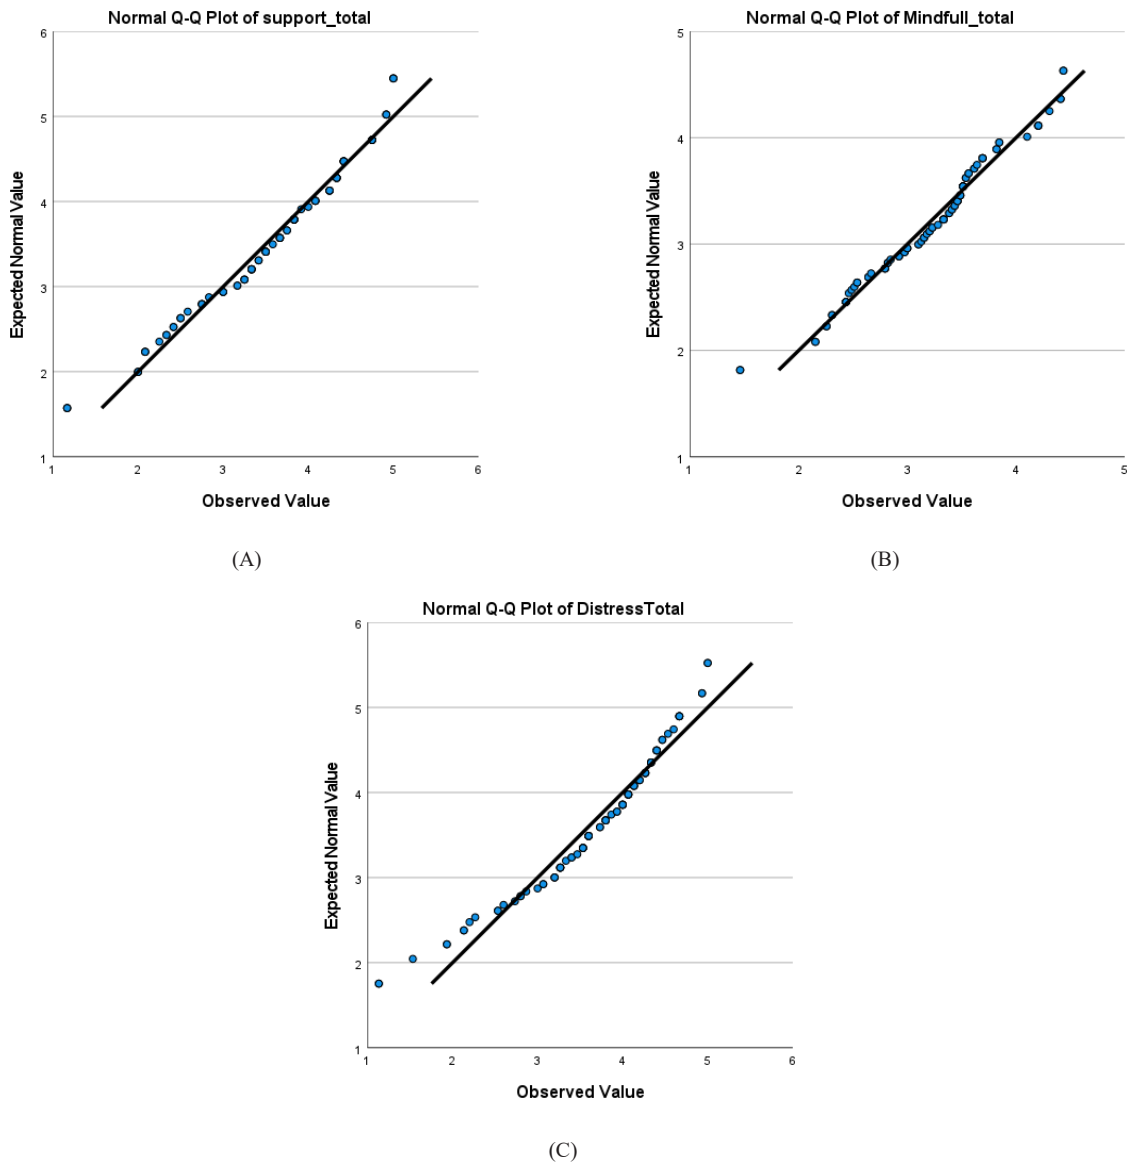 Normal Q-Q Plot of support_total
6
5
4
3
2
1
Expected Normal Value
1 2 3 4 5 6
Observed Value
(A)
Normal Q-Q Plot of Mindfull_total
5
4
3
2
1
Expected Normal Value
1 2 3 4 5
Observed Value
(B)
Normal Q-Q Plot of DistressTotal
6
5
4
3
2
1
Expected Normal Value
1 2 3 4 5 6
Observed Value
(C)